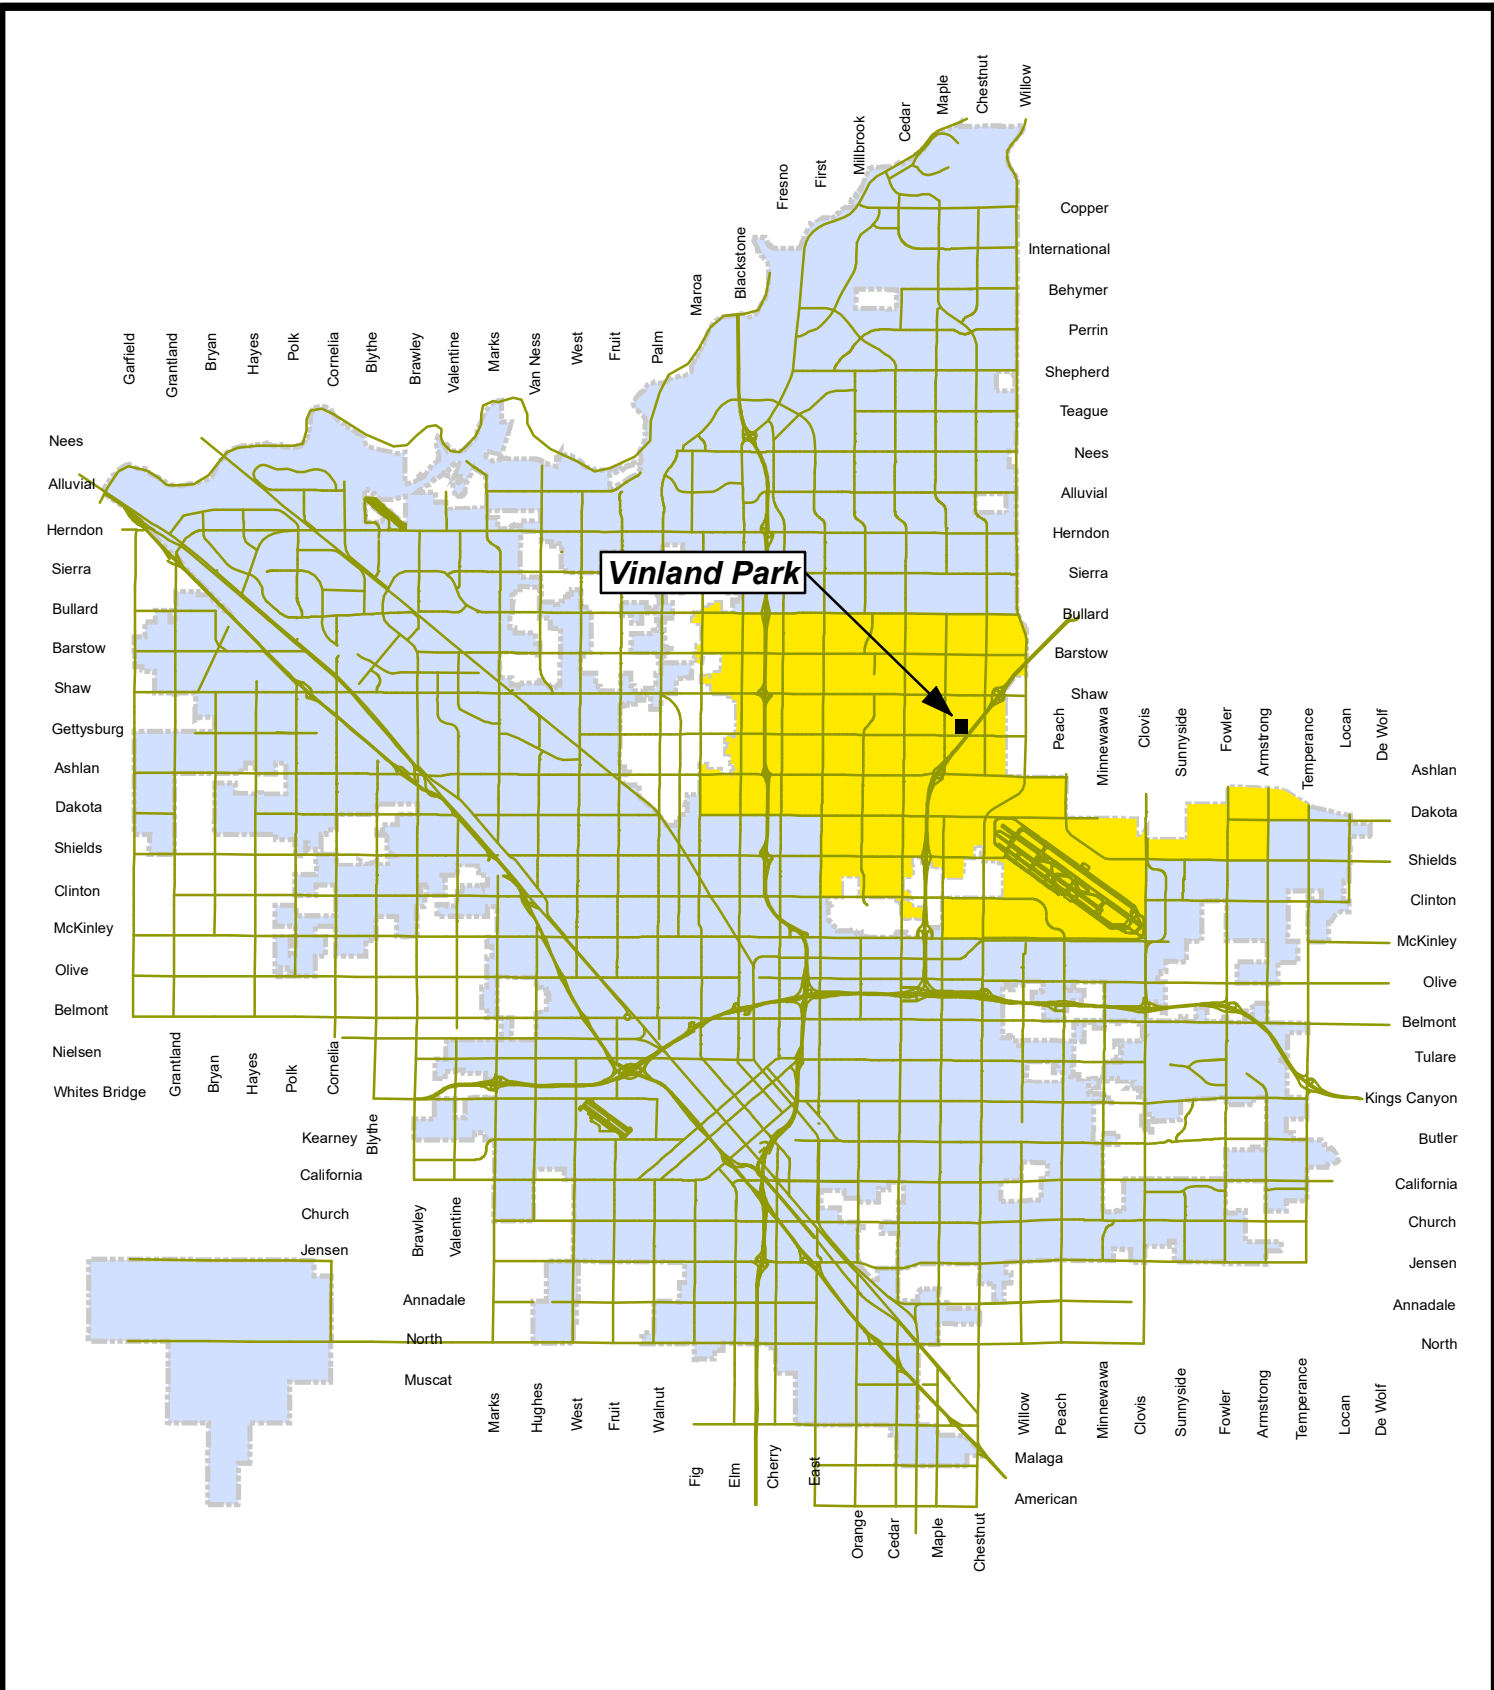 Willow
Chestnut
Maple
Cedar
Millbrook
First
Fresno
Copper
International
Blackstone
Maroa
Behymer
Perrin
Garfield
Grantland
Bryan
Hayes
Polk
Cornelia
Blythe
Brawley
Valentine
Marks
Van Ness
West
Fruit
Palm
Shepherd
Teague
Nees
Nees
Alluvial
Alluvial
Herndon
Herndon
Vinland Park
Sierra
Sierra
Bullard
Bullard
Barstow
Barstow
Shaw
Shaw
Gettysburg
Peach
Minnewawa
Clovis
Sunnyside
Fowler
Armstrong
Temperance
Locan
De Wolf
Ashlan
Ashlan
Dakota
Dakota
Shields
Shields
Clinton
Clinton
McKinley
McKinley
Olive
Olive
Belmont
Belmont
Nielsen
Tulare
Whites Bridge
Grantland
Bryan
Hayes
Polk
Cornelia
Kings Canyon
Blythe
Kearney
Butler
California
California
Church
Brawley
Valentine
Church
Jensen
Jensen
Annadale
Annadale
North
North
Muscat
Marks
Hughes
West
Fruit
Walnut
Willow
Peach
Minnewawa
Clovis
Sunnyside
Fowler
Armstrong
Temperance
Locan
De Wolf
Fig
Elm
Cherry
East
Malaga
American
Orange
Cedar
Maple
Chestnut